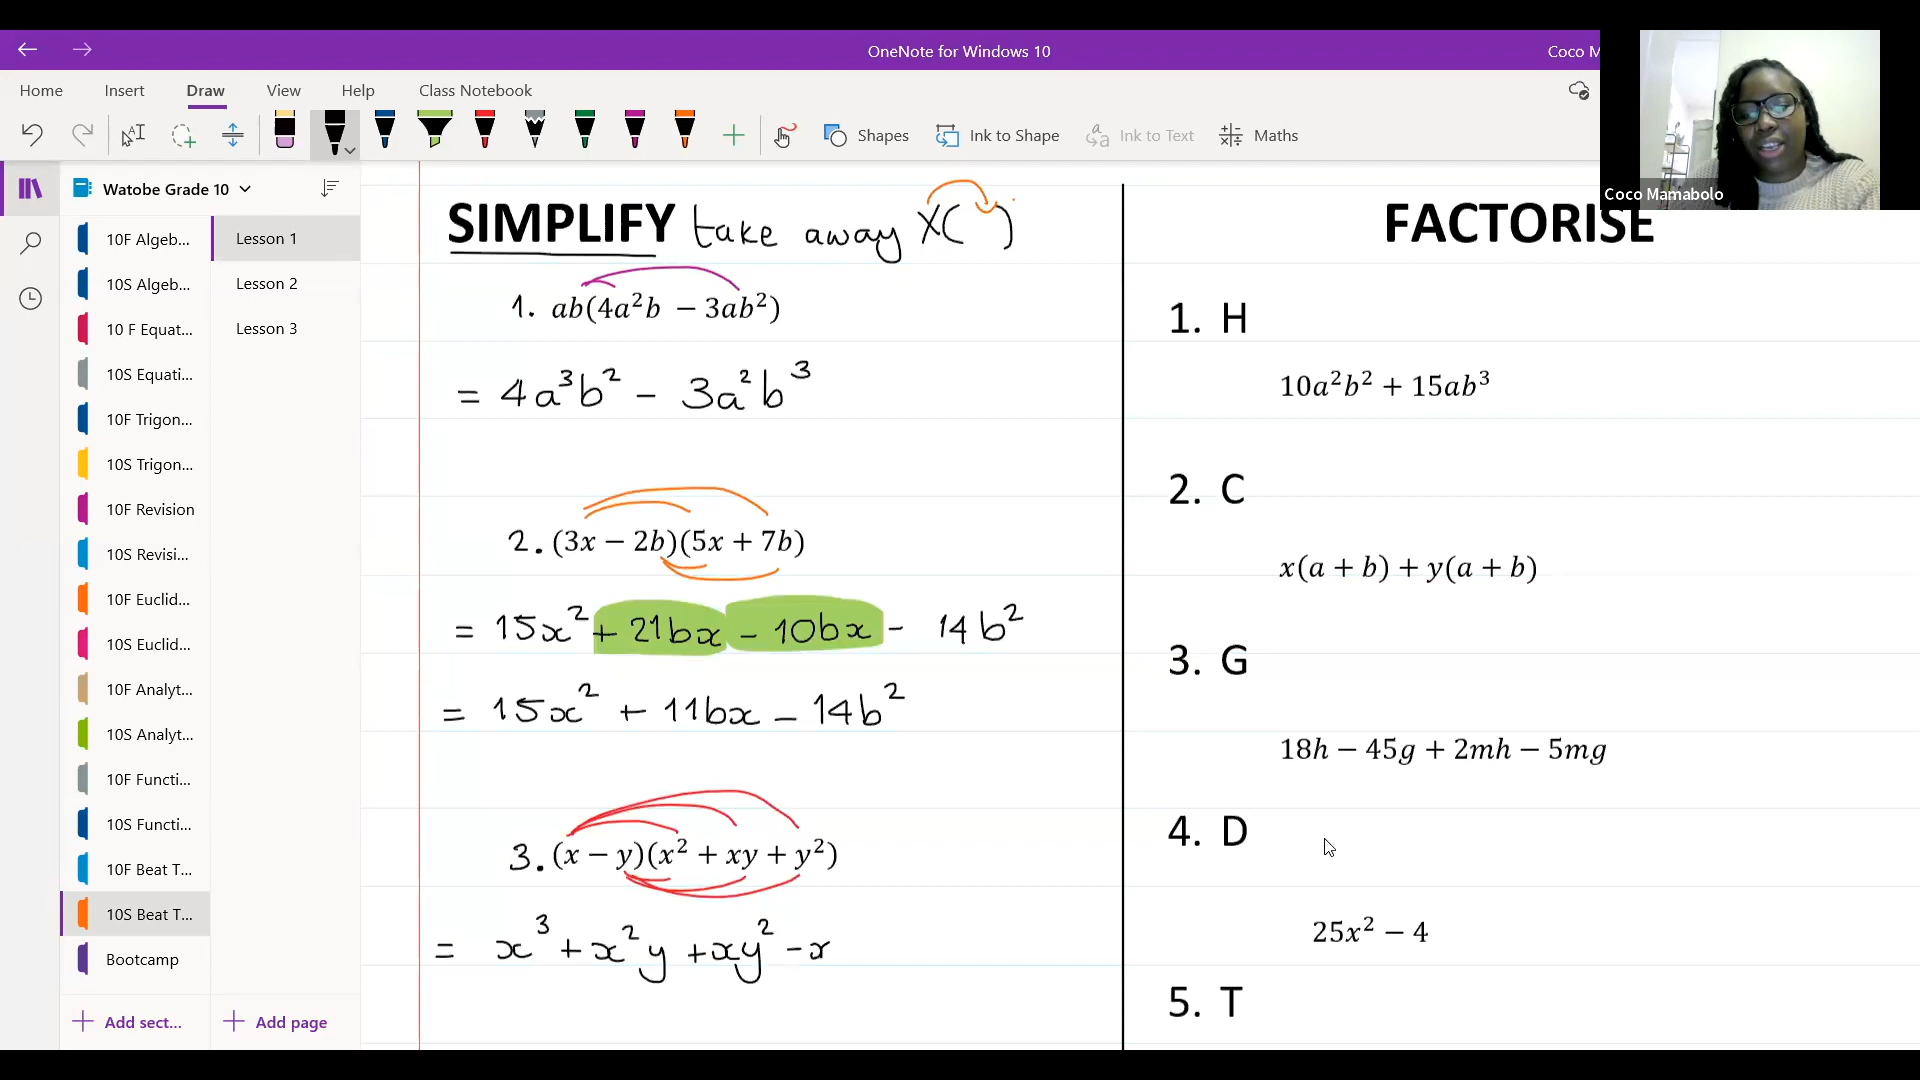 OneNote for Windows 10
Coco M
Home Insert Draw View Help Class Notebook
Shapes Ink to Shape Ink to Text Maths
Coco Mamabolo
Watobe Grade 10
10F Algeb...
10S Algeb...
10 F Equat...
10S Equati...
10F Trigon...
10S Trigon...
10F Revision
10S Revisi...
10F Euclid...
10S Euclid...
10F Analyt...
10S Analyt...
10F Functi...
10S Functi...
10F Beat T...
10S Beat T...
Bootcamp
Add sect...
Lesson 1
Lesson 2
Lesson 3
Add page
SIMPLIFY take away X( )
1. ab(4a²b − 3ab²)
= 4a³b² - 3a²b³
2. (3x − 2b)(5x + 7b)
= 15x² + 21bx - 10bx - 14b²
= 15x² + 11bx - 14b²
3. (x − y)(x² + xy + y²)
= x³ + x²y + xy² - x
FACTORISE
1. H
10a²b² + 15ab³
2. C
x(a + b) + y(a + b)
3. G
18h − 45g + 2mh − 5mg
4. D
25x² − 4
5. T